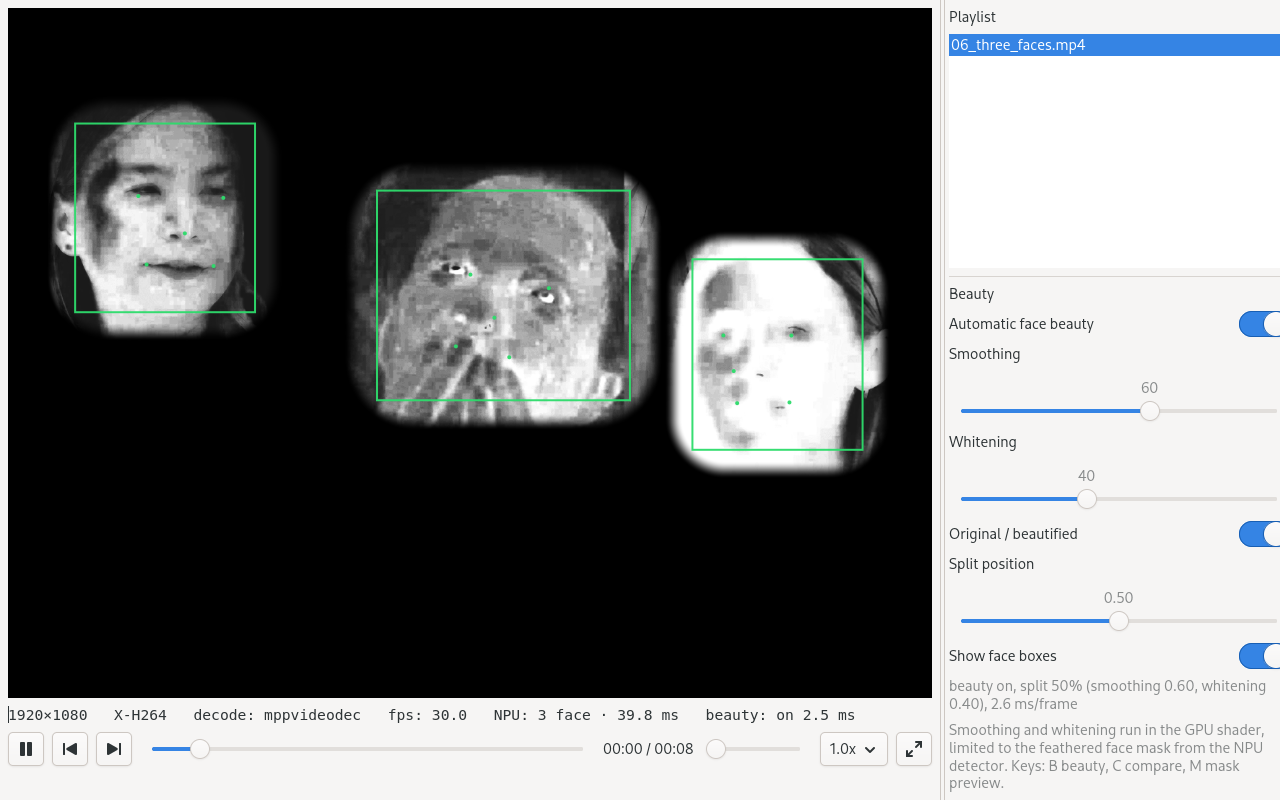 Playlist
06_three_faces.mp4
Beauty
Automatic face beauty
Smoothing
60
Whitening
40
Original / beautified
Split position
0.50
Show face boxes
beauty on, split 50% (smoothing 0.60, whitening
0.40), 2.6 ms/frame
Smoothing and whitening run in the GPU shader,
limited to the feathered face mask from the NPU
detector. Keys: B beauty, C compare, M mask
preview.
1920×1080 X-H264 decode: mppvideodec fps: 30.0 NPU: 3 face · 39.8 ms beauty: on 2.5 ms
00:00 / 00:08
1.0x